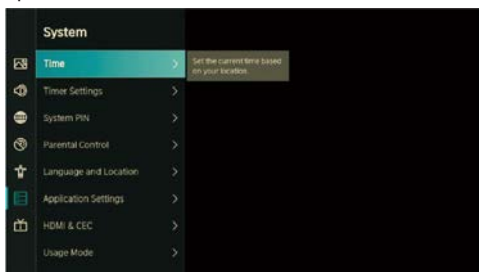 System
Time
Set the current time based
on your location.
Timer Settings
System PIN
Parental Control
Language and Location
Application Settings
HDMI & CEC
Usage Mode